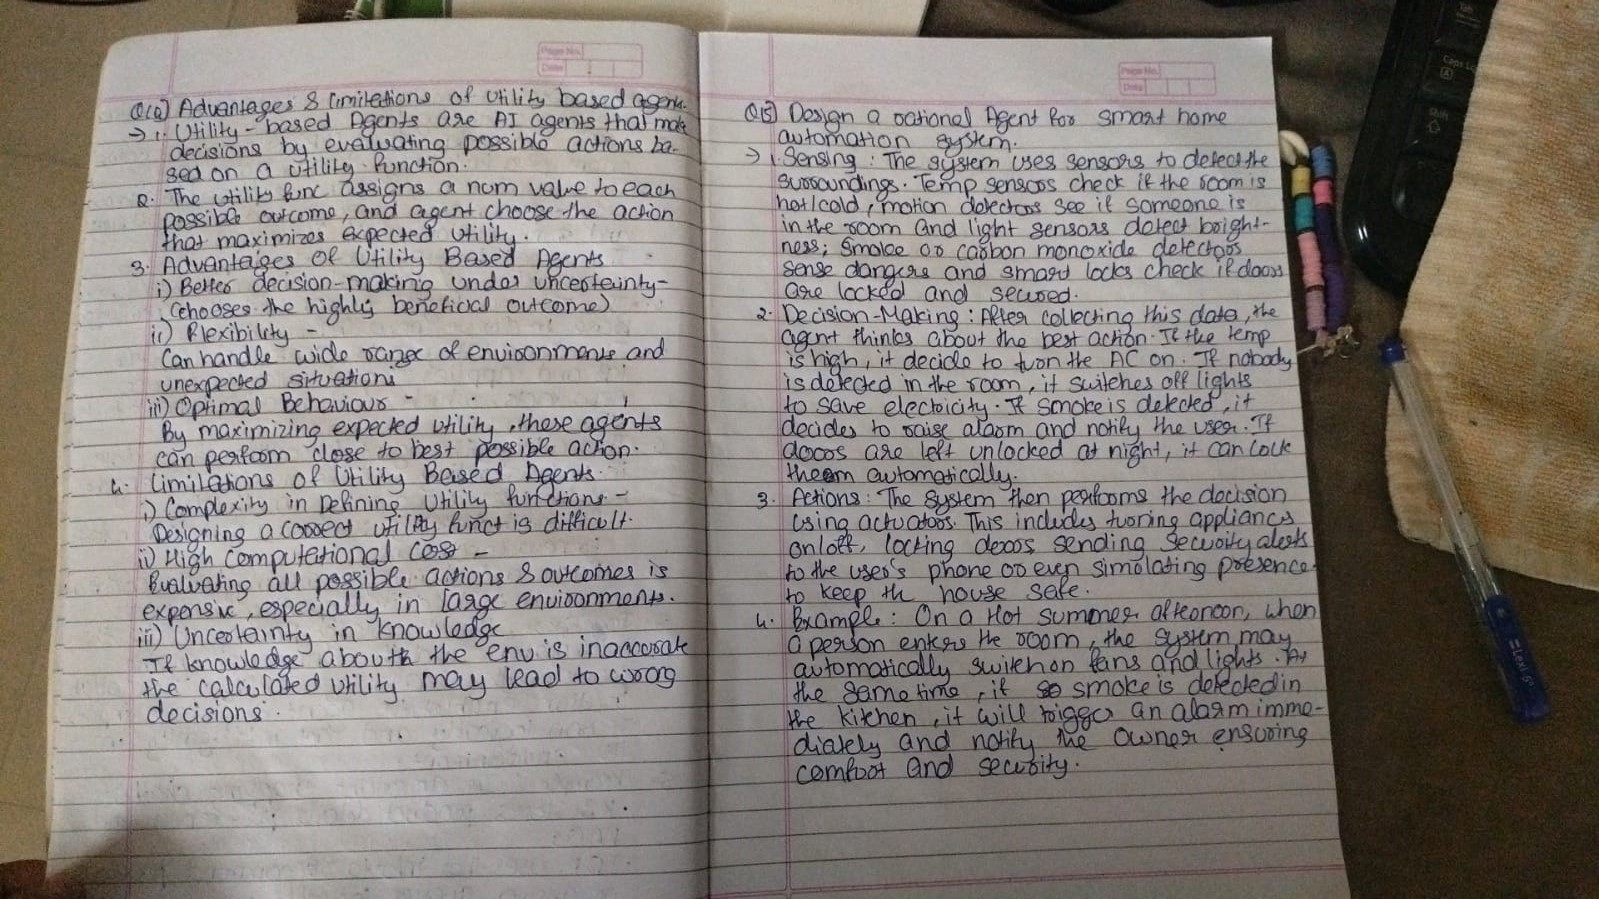 Page No.
Date
Q(a) Advantages & limitations of utility based agents.
→ 1. Utility-based Agents are AI agents that make
decisions by evaluating possible actions ba-
sed on a utility function.
2. The utility func assigns a num value to each
possible outcome, and agent choose the action
that maximizes expected utility.
3. Advantages Of Utility Based Agents
i) Better decision-making under uncertainty-
(chooses the highly beneficial outcome)
ii) Flexibility -
Can handle wide range of environments and
unexpected situations
iii) Optimal Behaviour -
By maximizing expected utility, these agents
can perform close to best possible action.
4. Limitations of Utility Based Agents.
i) Complexity in Defining Utility functions -
Designing a correct utility funct is difficult.
ii) High Computational Cost -
Evaluating all possible actions & outcomes is
expensive, especially in large environments.
iii) Uncertainty in knowledge
If knowledge about the env is inaccurate
the calculated utility may lead to wrong
decisions.
Page No.
Date
Design a rational Agent for smart home
automation system.
→ 1. Sensing : The system uses sensors to detect the
surroundings. Temp sensors check if the room is
hot/cold, motion detectors see if someone is
in the room and light sensors detect bright-
ness; Smoke or carbon monoxide detectors
sense dangers and smart locks check if doors
are locked and secured.
2. Decision-Making : After collecting this data, the
agent thinks about the best action. If the temp
is high, it decide to turn the AC on. If nobody
is detected in the room, it switches off lights
to save electricity. If smoke is detected, it
decides to raise alarm and notify the user. If
doors are left unlocked at night, it can lock
them automatically.
3. Actions : The system then performs the decision
using actuators. This includes turing appliances
on/off, locking doors sending security alerts
to the user's phone or even simulating presence
to keep th house safe.
4. Example : On a Hot summer afternoon, when
a person enters the room, the system may
automatically switch on fans and lights. At
the same time, if smoke is detected in
the kitchen, it will trigger an alarm imme-
diately and notify the owner ensuring
comfort and security.
Caps Lo
A
Shift
Lexi 5